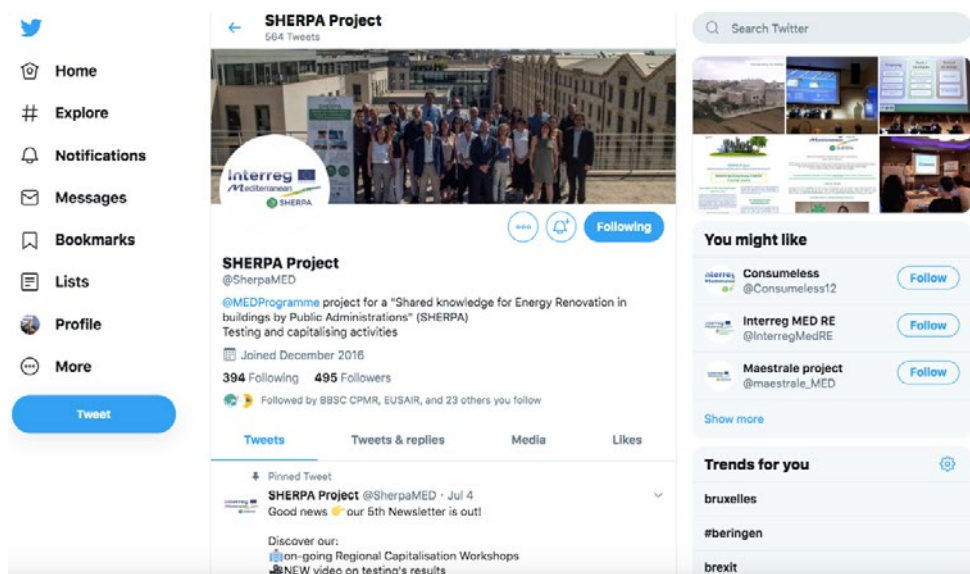 Home
Explore
Notifications
Messages
Bookmarks
Lists
Profile
More
Tweet
SHERPA Project
564 Tweets
Interreg
Mediterranean
SHERPA
Following
SHERPA Project
@SherpaMED
@MEDProgramme project for a "Shared knowledge for Energy Renovation in
buildings by Public Administrations" (SHERPA)
Testing and capitalising activities
Joined December 2016
394 Following 495 Followers
Followed by BBSC CPMR, EUSAIR, and 23 others you follow
Tweets Tweets & replies Media Likes
Pinned Tweet
SHERPA Project @SherpaMED · Jul 4
Good news 👉our 5th Newsletter is out!
Discover our:
on-going Regional Capitalisation Workshops
NEW video on testing's results
Search Twitter
You might like
Consumeless
@Consumeless12
Follow
Interreg MED RE
@InterregMedRE
Follow
Maestrale project
@maestrale_MED
Follow
Show more
Trends for you
bruxelles
#beringen
brexit